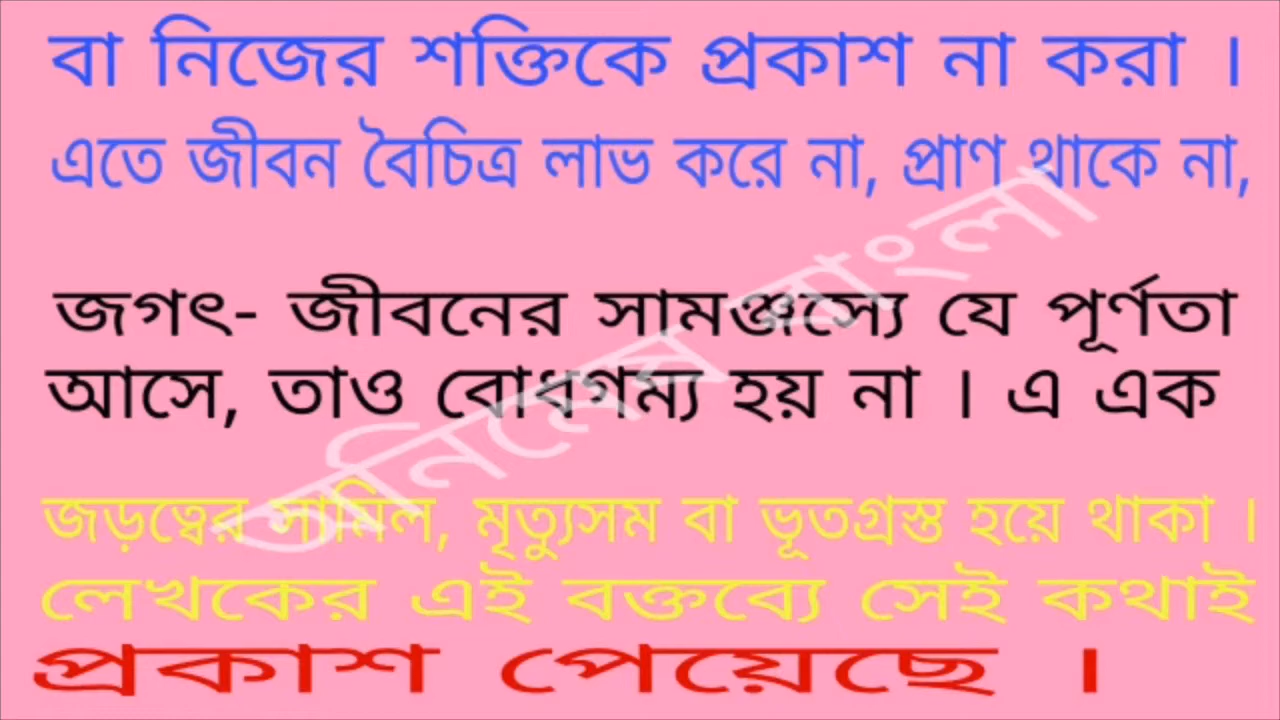 বা নিজের শক্তিকে প্রকাশ না করা ।
এতে জীবন বৈচিত্র লাভ করে না, প্রাণ থাকে না,
জগৎ- জীবনের সামঞ্জস্যে যে পূর্ণতা
আসে, তাও বোধগম্য হয় না । এ এক
জড়ত্বের সামিল, মৃত্যুসম বা ভূতগ্রস্ত হয়ে থাকা ।
লেখকের এই বক্তব্যে সেই কথাই
প্রকাশ পেয়েছে ।